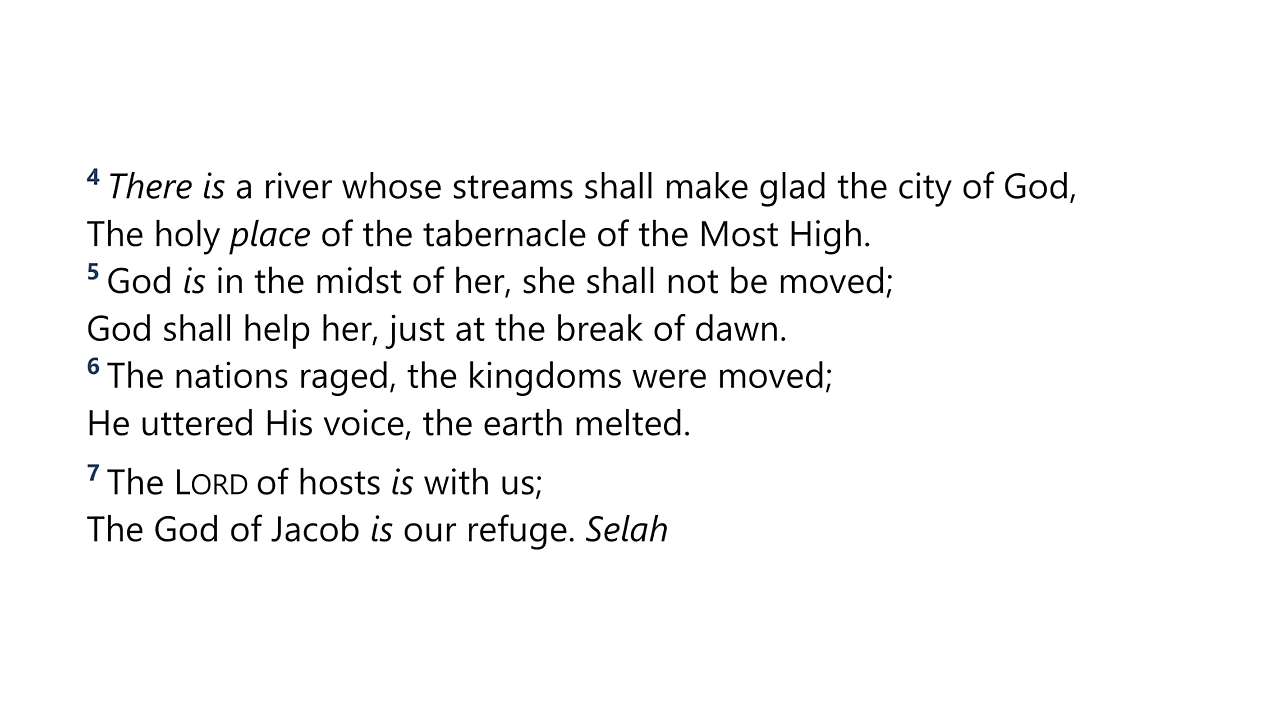 4 There is a river whose streams shall make glad the city of God,
The holy place of the tabernacle of the Most High.
5 God is in the midst of her, she shall not be moved;
God shall help her, just at the break of dawn.
6 The nations raged, the kingdoms were moved;
He uttered His voice, the earth melted.
7 The LORD of hosts is with us;
The God of Jacob is our refuge. Selah